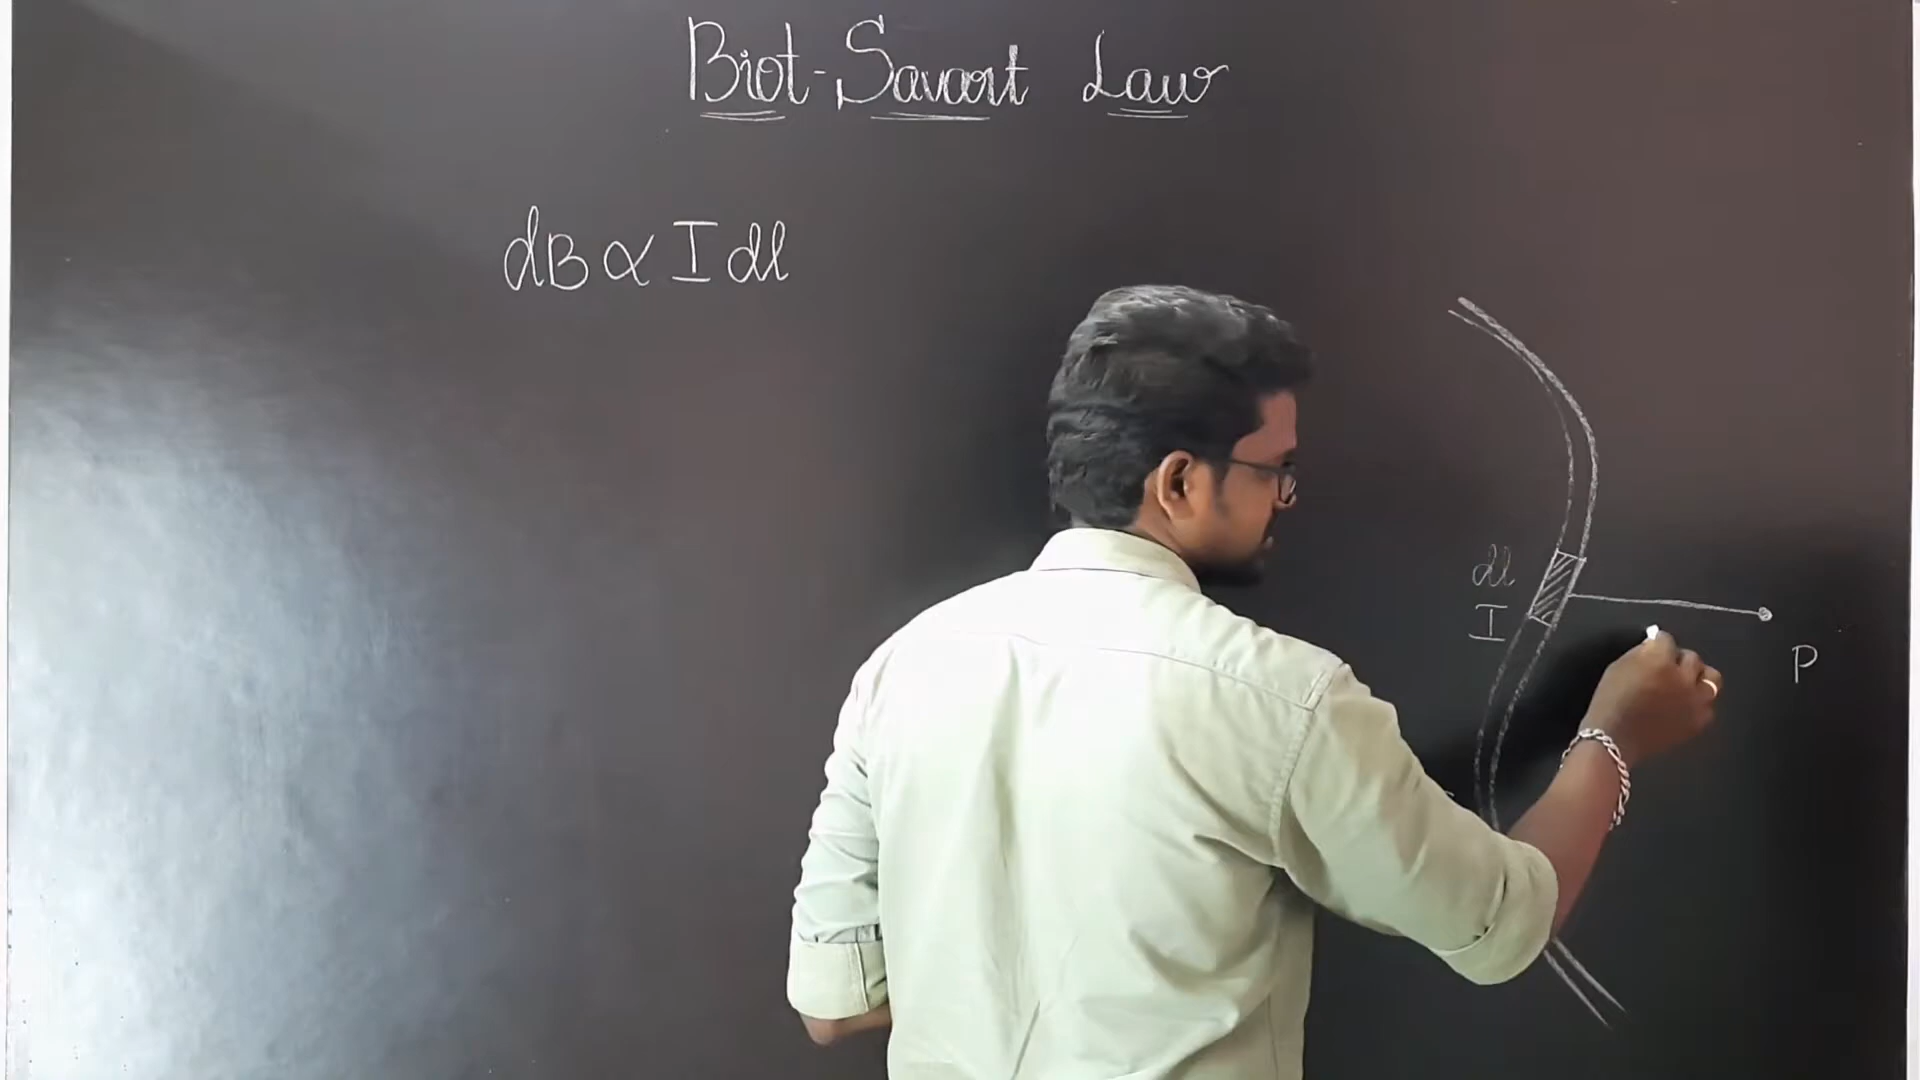 Biot-Savart Law
dB ∝ I dl
dl
I
P